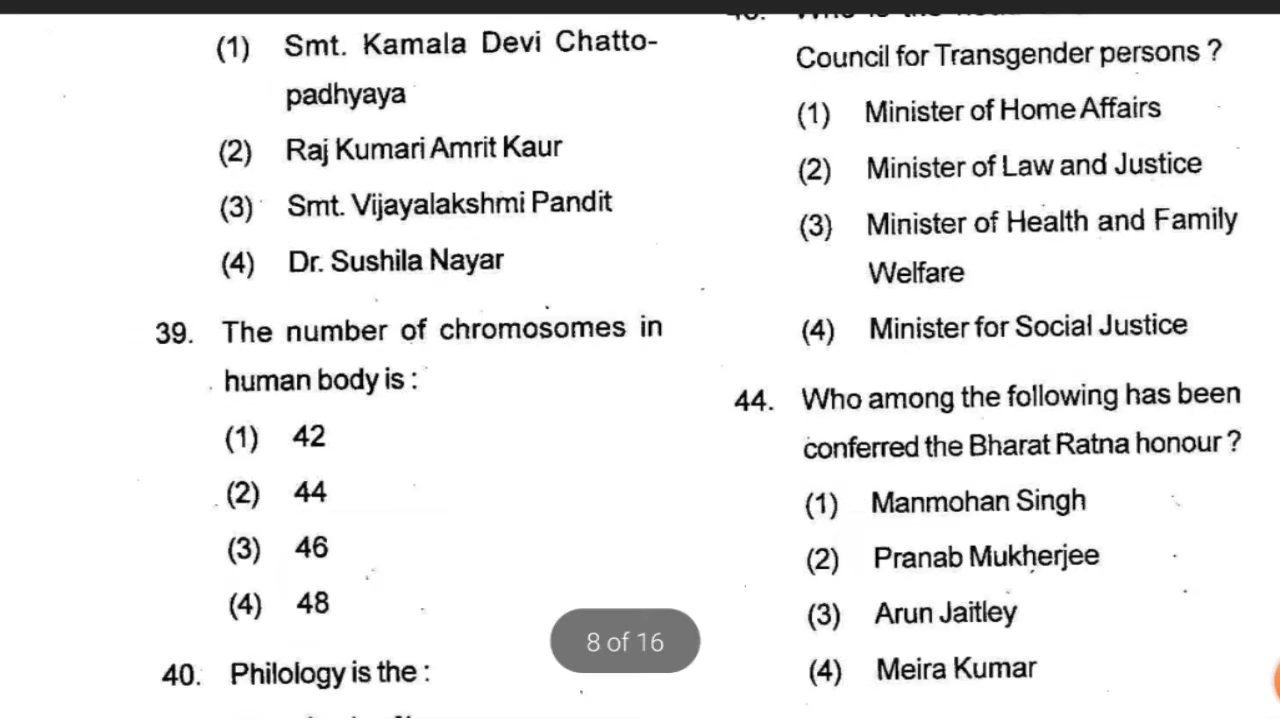 (1) Smt. Kamala Devi Chatto-
padhyaya
(2) Raj Kumari Amrit Kaur
(3) Smt. Vijayalakshmi Pandit
(4) Dr. Sushila Nayar
39. The number of chromosomes in
human body is :
(1) 42
(2) 44
(3) 46
(4) 48
40. Philology is the :
Council for Transgender persons ?
(1) Minister of Home Affairs
(2) Minister of Law and Justice
(3) Minister of Health and Family
Welfare
(4) Minister for Social Justice
44. Who among the following has been
conferred the Bharat Ratna honour ?
(1) Manmohan Singh
(2) Pranab Mukherjee
(3) Arun Jaitley
(4) Meira Kumar
8 of 16